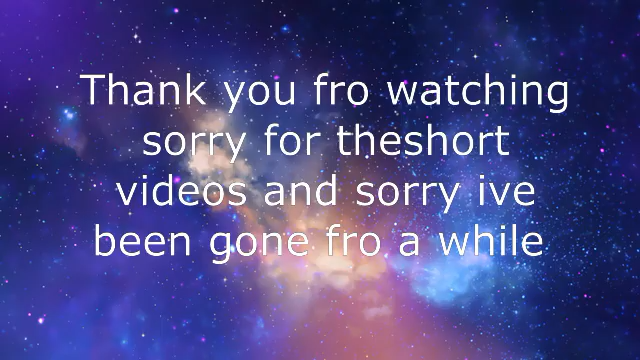 Thank you fro watching
sorry for theshort
videos and sorry ive
been gone fro a while